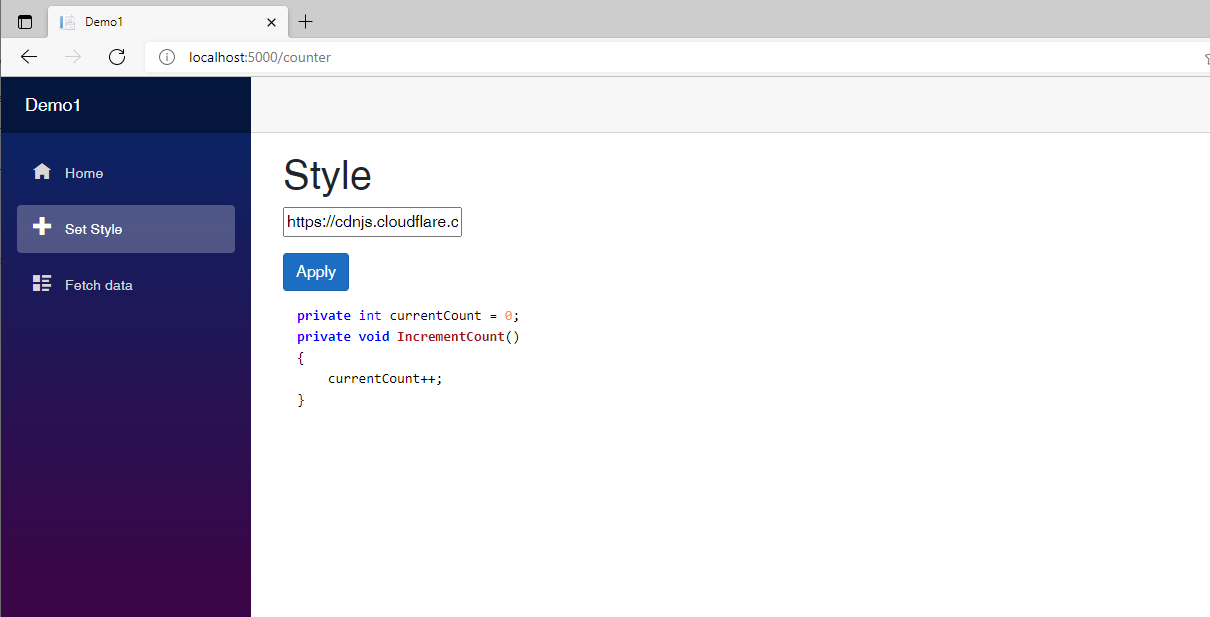 Demo1
localhost:5000/counter
Demo1
Home
Set Style
Fetch data
Style
https://cdnjs.cloudflare.c
Apply
private int currentCount = 0;
private void IncrementCount()
{
    currentCount++;
}